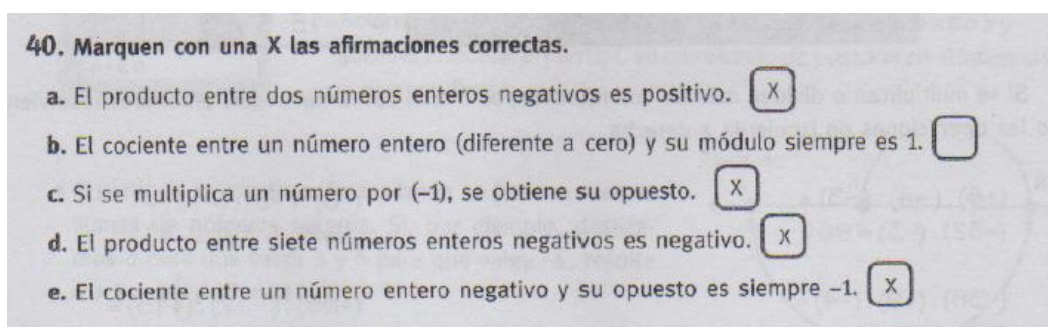 40. Marquen con una X las afirmaciones correctas.
a. El producto entre dos números enteros negativos es positivo. X
b. El cociente entre un número entero (diferente a cero) y su módulo siempre es 1.
c. Si se multiplica un número por (–1), se obtiene su opuesto. X
d. El producto entre siete números enteros negativos es negativo. X
e. El cociente entre un número entero negativo y su opuesto es siempre –1. X